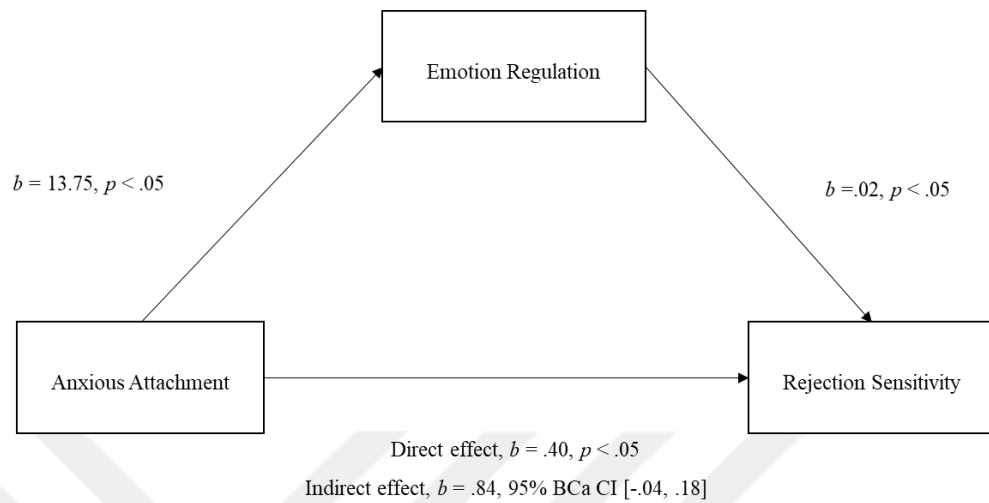 Emotion Regulation
b = 13.75, p < .05
b =.02, p < .05
Anxious Attachment
Rejection Sensitivity
Direct effect, b = .40, p < .05
Indirect effect, b = .84, 95% BCa CI [-.04, .18]